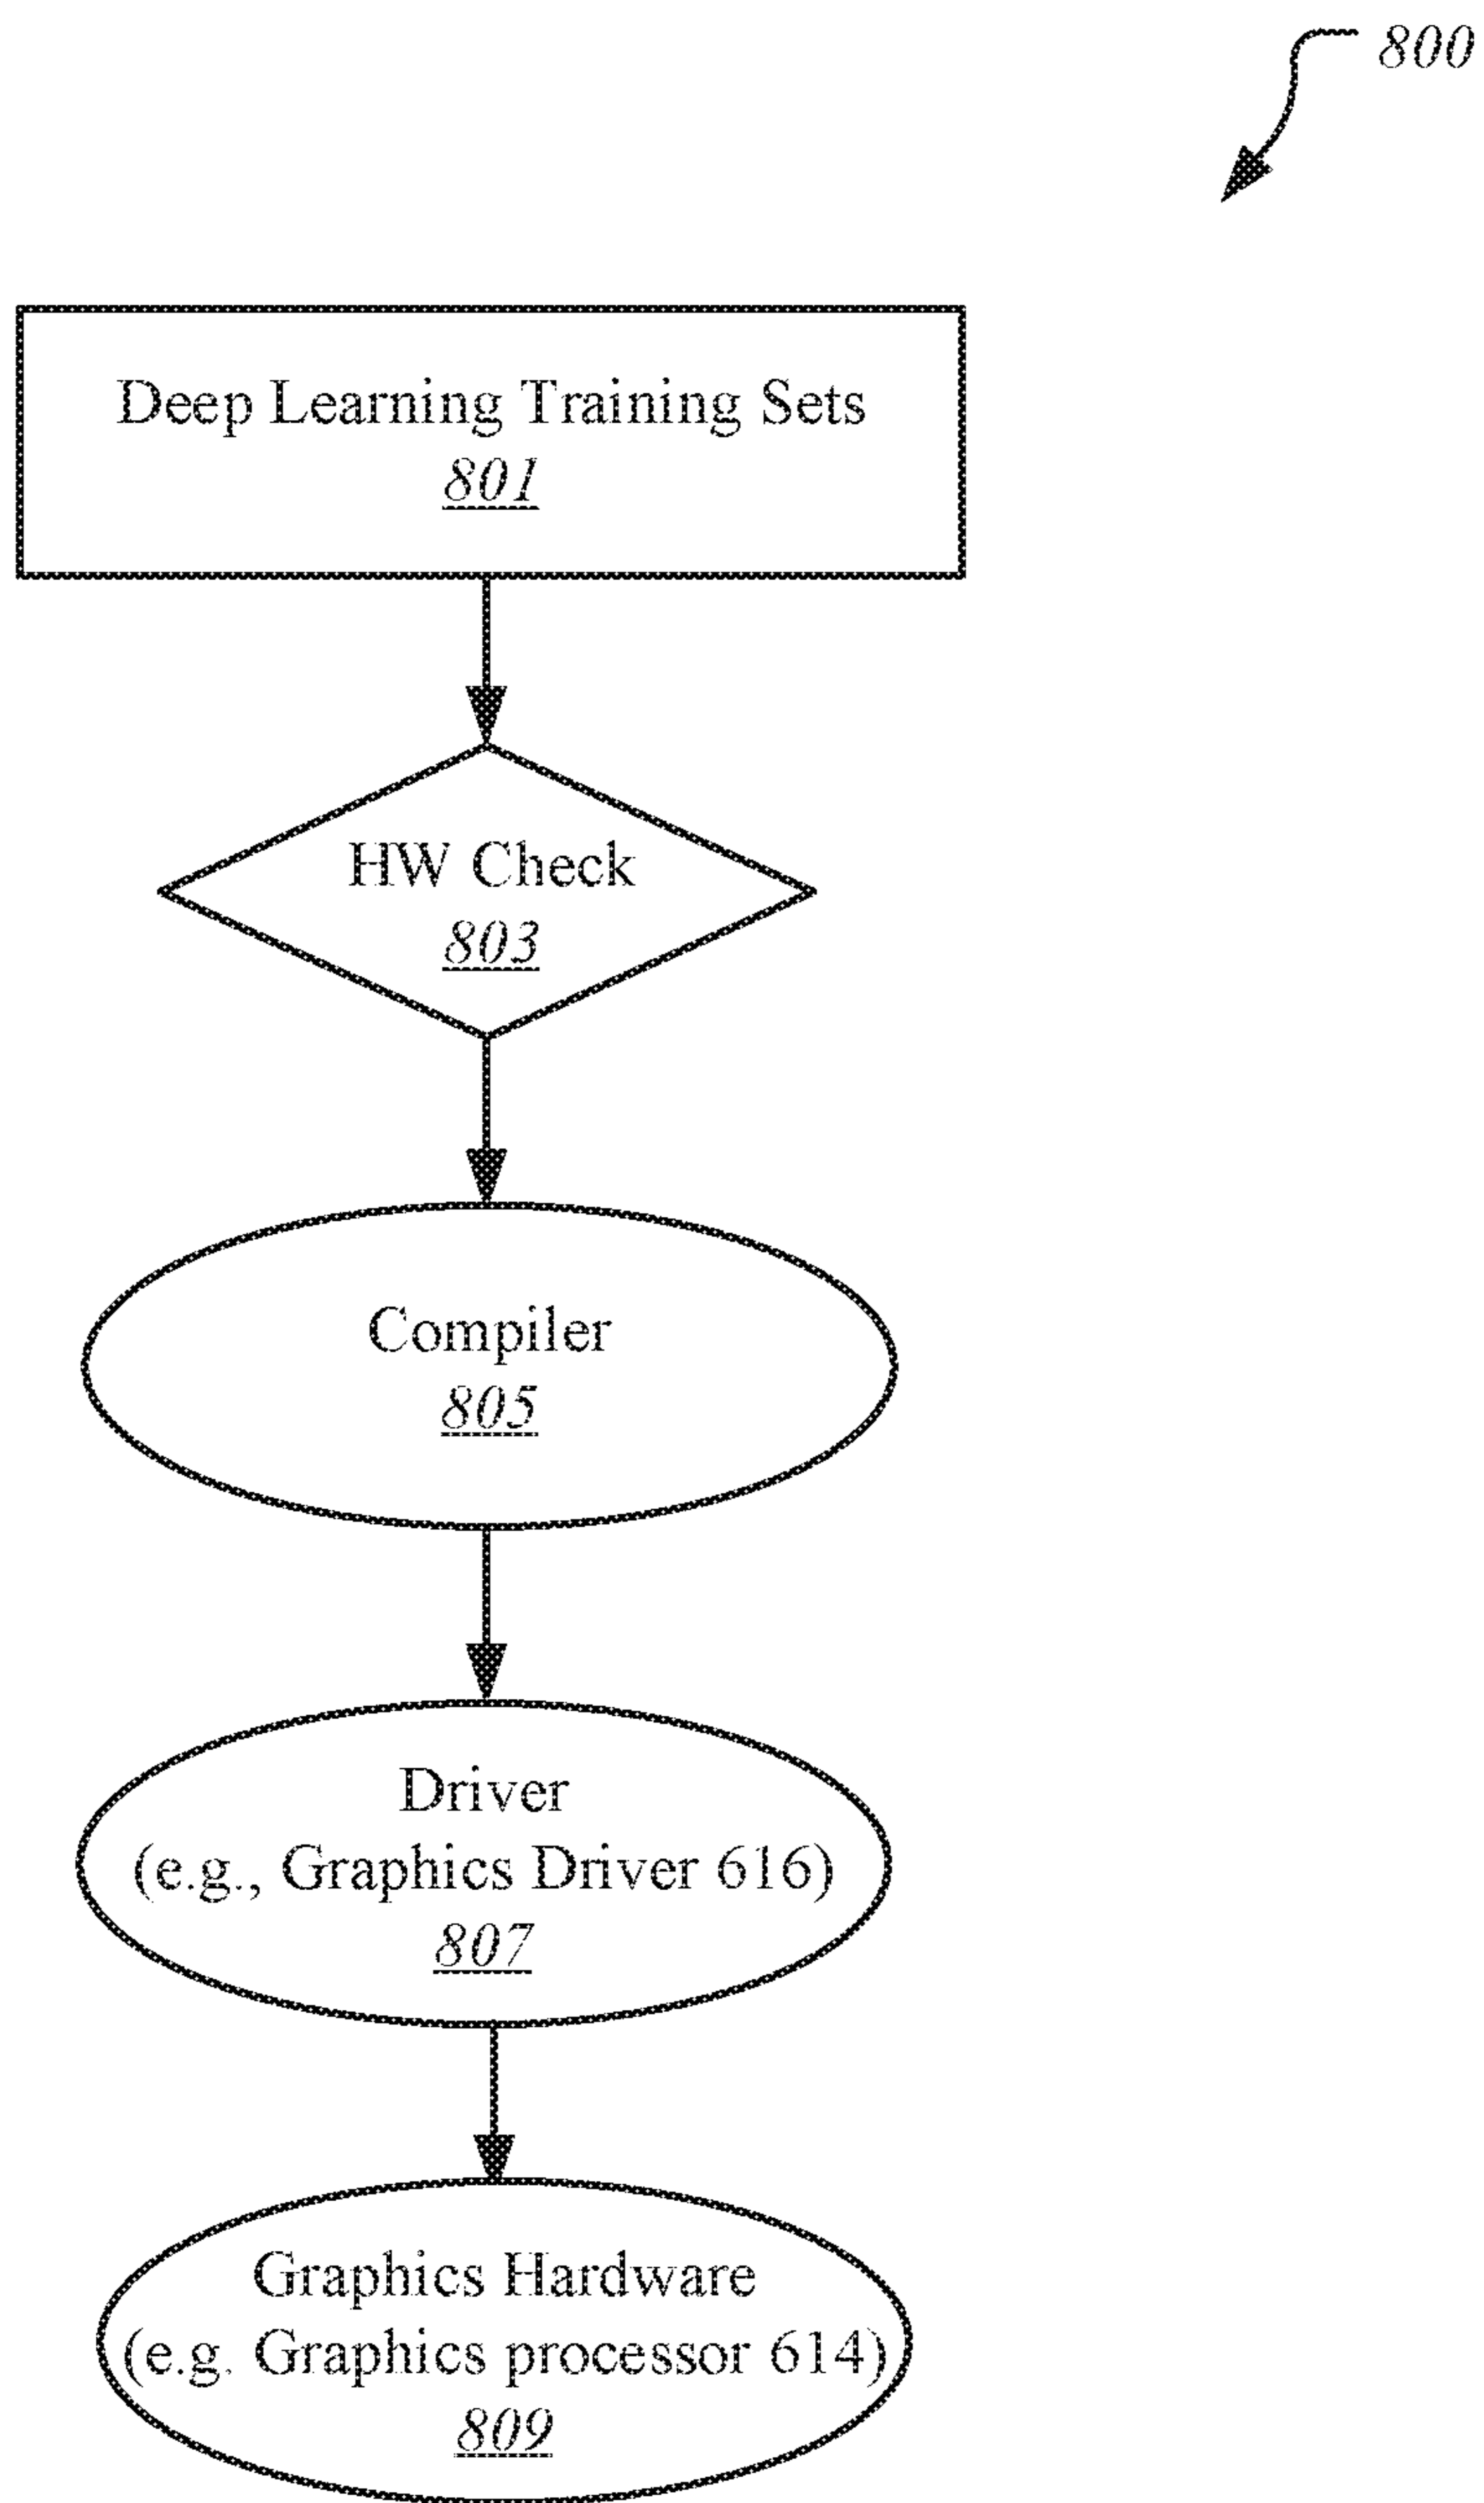 800
Deep Learning Training Sets
801
HW Check
803
Compiler
805
Driver
(e.g., Graphics Driver 616)
807
Graphics Hardware
(e.g. Graphics processor 614)
809